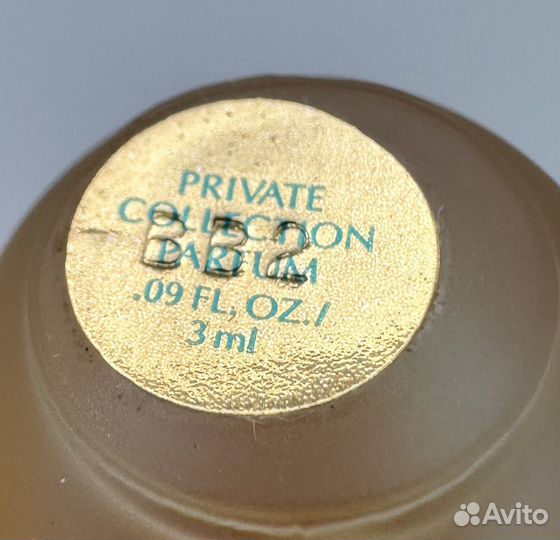 PRIVATE
COLLECTION
PARFUM
BB2
.09 FL. OZ./
3 ml
Avito